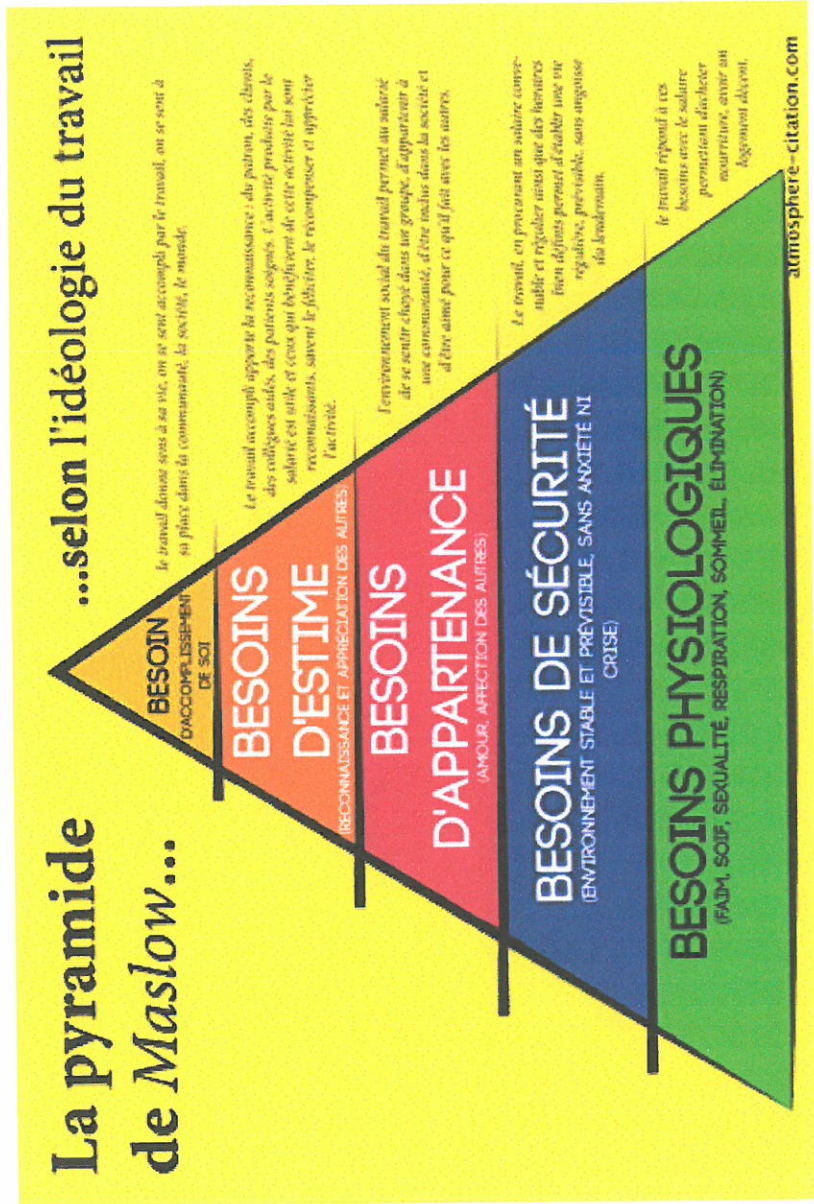 La pyramide
de Maslow...
...selon l'idéologie du travail
BESOIN
D'ACCOMPLISSEMENT
DE SOI
le travail donne sens à sa vie, on se sent accompli par le travail, on se sent à
sa place dans la communauté, la société, le monde.
BESOINS
D'ESTIME
(RECONNAISSANCE ET APPRÉCIATION DES AUTRES)
Le travail accompli apporte la reconnaissance : du patron, des clients,
des collègues aidés, des patients soignés. L'activité produite par le
salarié est utile et ceux qui bénéficient de cette activité lui sont
reconnaissants, savent le féliciter, le récompenser et apprécier
l'activité.
BESOINS
D'APPARTENANCE
(AMOUR, AFFECTION DES AUTRES)
l'environnement social du travail permet au salarié
de se sentir choyé dans un groupe, d'appartenir à
une communauté, d'être inclus dans la société et
d'être aimé pour ce qu'il fait avec les autres.
BESOINS DE SÉCURITÉ
(ENVIRONNEMENT STABLE ET PRÉVISIBLE, SANS ANXIÉTÉ NI
CRISE)
Le travail, en procurant un salaire conve-
nable et régulier ainsi que des horaires
bien définis permet d'établir une vie
régulière, prévisible, sans angoisse
du lendemain.
BESOINS PHYSIOLOGIQUES
(FAIM, SOIF, SEXUALITÉ, RESPIRATION, SOMMEIL, ÉLIMINATION)
le travail répond à ces
besoins avec le salaire
permettant d'acheter
nourriture, avoir un
logement décent.
atmosphere-citation.com